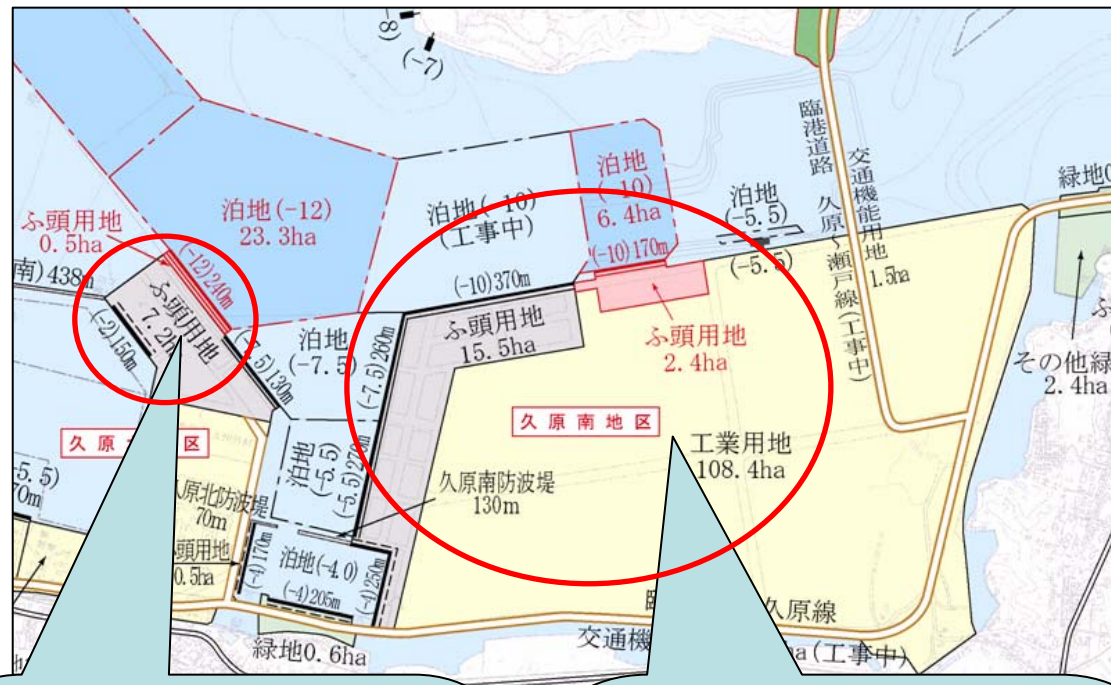 (-8)
(-7)
泊地(-12)
23.3ha
ふ頭用地
0.5ha
(-12)240m
南)438m
(-2)150m
ふ頭用地
7.2h
(-7.5)130m
泊地
(-7.5)
泊地(-10)
(工事中)
泊地
(-10)
6.4ha
(-10)170m
(-10)370m
泊地
(-5.5)
(-5.5)
臨港道路 久原~瀬戸線(工事中)
交通機能用地
1.5ha
緑地0
その他緑
2.4ha
ふ頭用地
15.5ha
ふ頭用地
2.4ha
(-7.5)260m
(-5.5)270m
泊地
(-5.5)
久原南地区
工業用地
108.4ha
久原南防波堤
130m
久原
区
-5.5)
70m
久原北防波堤
70m
頭用地
0.5ha
(-4)170m
泊地(-4.0)
(-4)205m
(-4)250m
緑地0.6ha
久原線
交通機
(工事中)